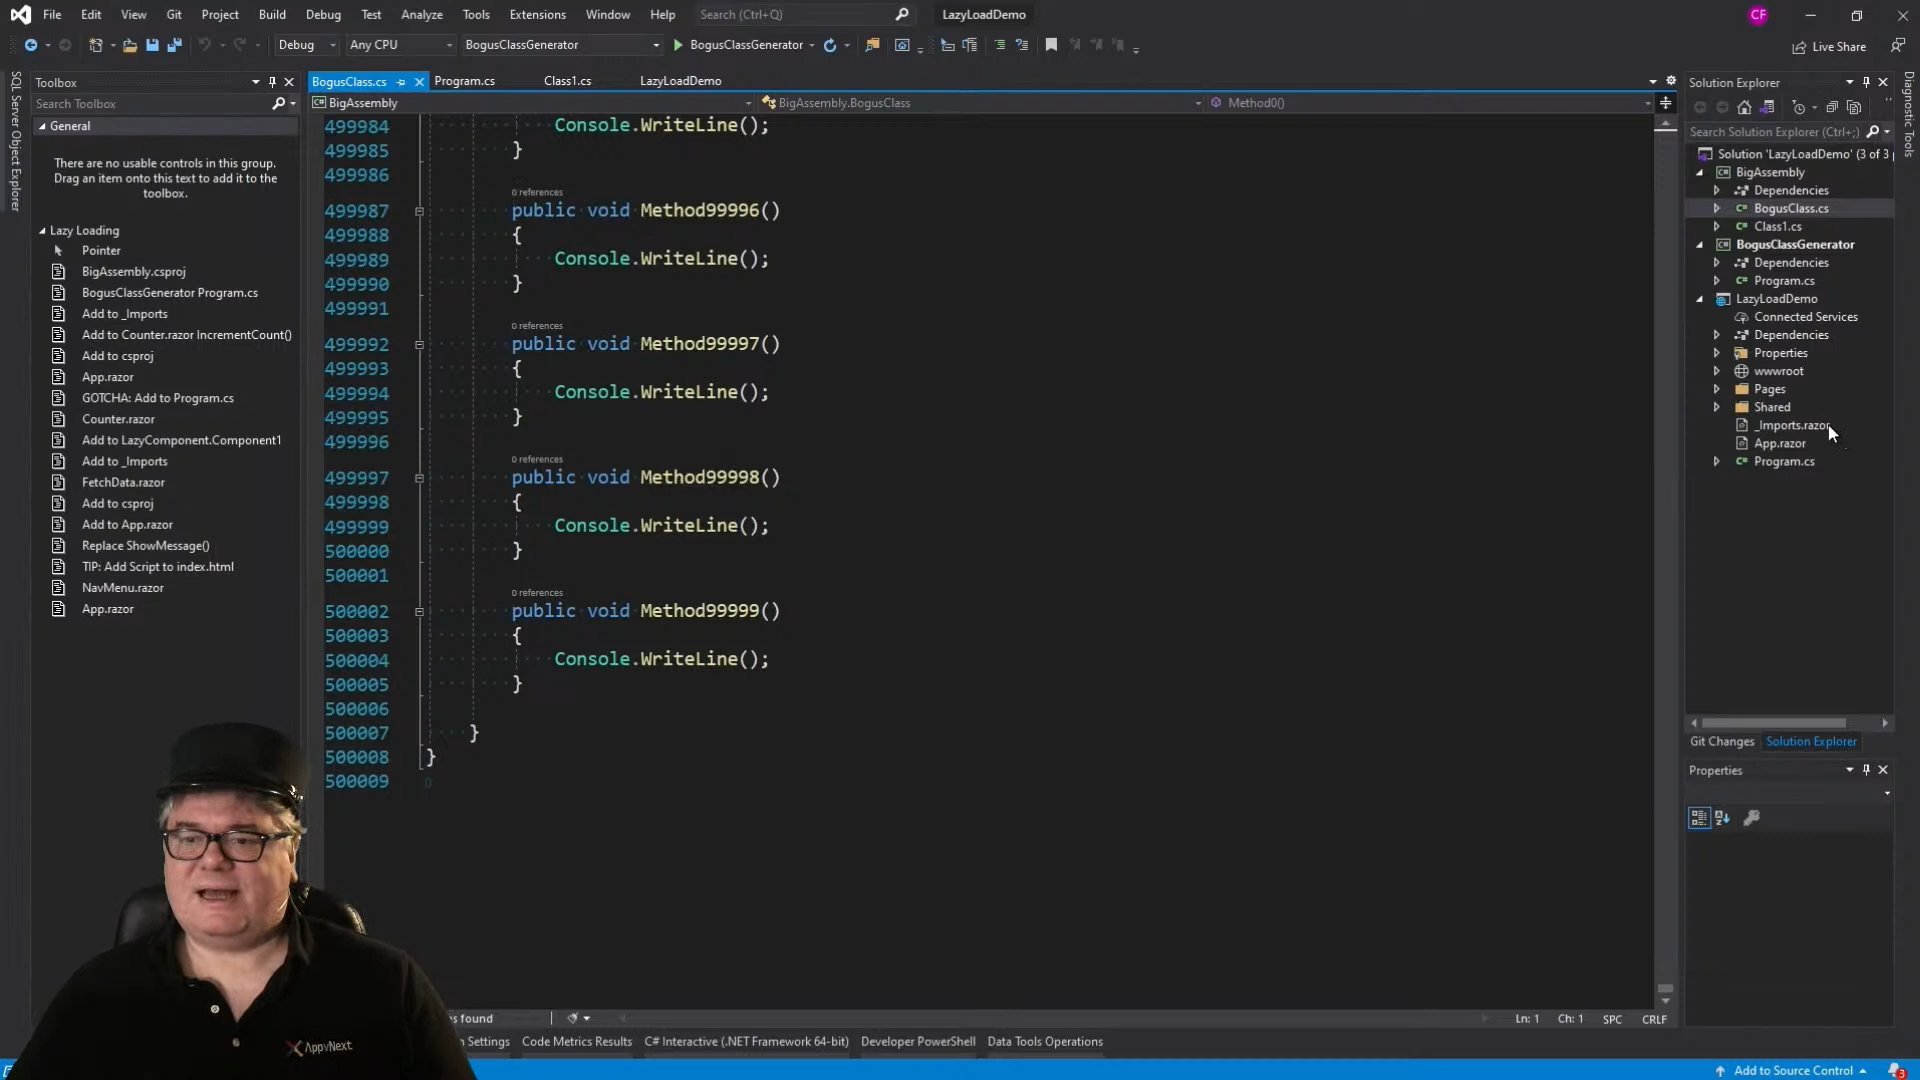 File Edit View Git Project Build Debug Test Analyze Tools Extensions Window Help Search (Ctrl+Q) LazyLoadDemo CF
Debug Any CPU BogusClassGenerator BogusClassGenerator Live Share
SQL Server Object Explorer
Toolbox
Search Toolbox
General
There are no usable controls in this group.
Drag an item onto this text to add it to the
toolbox.
Lazy Loading
Pointer
BigAssembly.csproj
BogusClassGenerator Program.cs
Add to _Imports
Add to Counter.razor IncrementCount()
Add to csproj
App.razor
GOTCHA: Add to Program.cs
Counter.razor
Add to LazyComponent.Component1
Add to _Imports
FetchData.razor
Add to csproj
Add to App.razor
Replace ShowMessage()
TIP: Add Script to index.html
NavMenu.razor
App.razor
BogusClass.cs Program.cs Class1.cs LazyLoadDemo
BigAssembly BigAssembly.BogusClass Method0()
499984 Console.WriteLine();
499985 }
499986
0 references
499987 public void Method99996()
499988 {
499989 Console.WriteLine();
499990 }
499991
0 references
499992 public void Method99997()
499993 {
499994 Console.WriteLine();
499995 }
499996
0 references
499997 public void Method99998()
499998 {
499999 Console.WriteLine();
500000 }
500001
0 references
500002 public void Method99999()
500003 {
500004 Console.WriteLine();
500005 }
500006
500007 }
500008 }
500009
s found Ln: 1 Ch: 1 SPC CRLF
Settings Code Metrics Results C# Interactive (.NET Framework 64-bit) Developer PowerShell Data Tools Operations
Solution Explorer
Search Solution Explorer (Ctrl+;)
Solution 'LazyLoadDemo' (3 of 3 p
BigAssembly
Dependencies
BogusClass.cs
Class1.cs
BogusClassGenerator
Dependencies
Program.cs
LazyLoadDemo
Connected Services
Dependencies
Properties
wwwroot
Pages
Shared
_Imports.razor
App.razor
Program.cs
Git Changes Solution Explorer
Properties
Diagnostic Tools
AppvNext
Add to Source Control 3